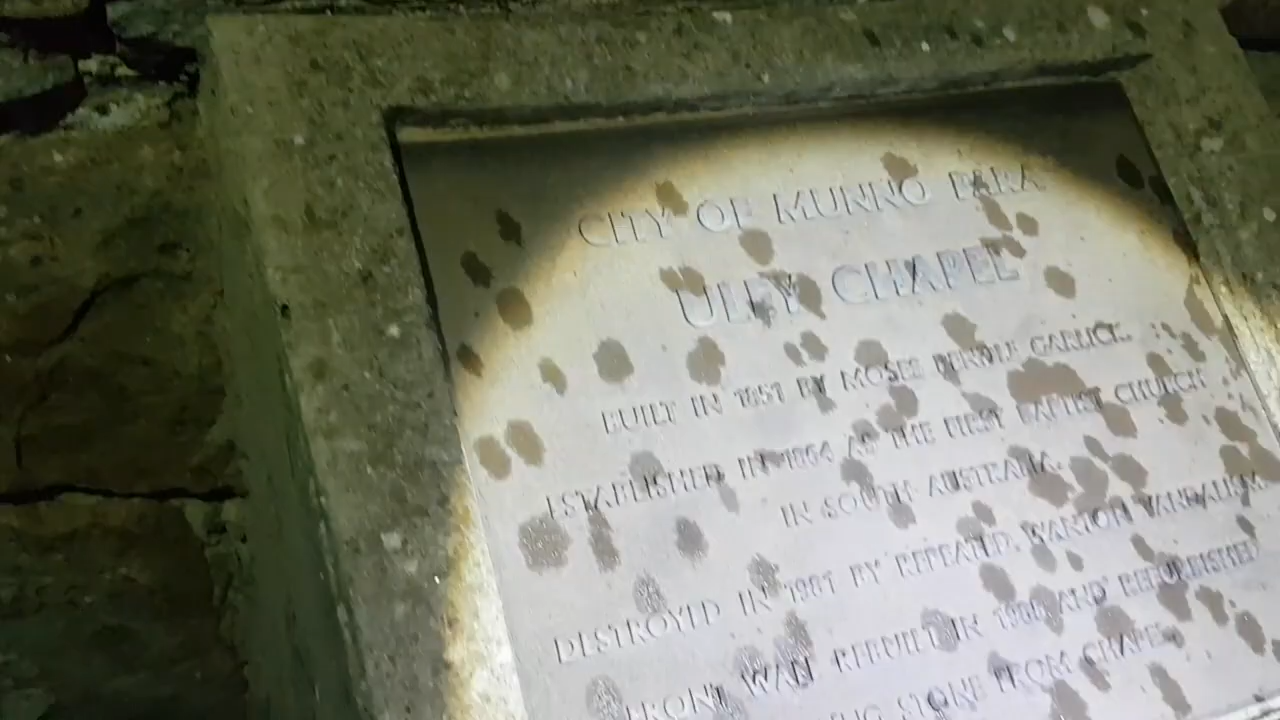 CITY OF MUNNO PARA
ULEY CHAPEL
BUILT IN 1851 BY MOSES BENDLE GARLICK.
ESTABLISHED IN 1864 AS THE FIRST BAPTIST CHURCH
IN SOUTH AUSTRALIA.
DESTROYED IN 1981 BY REPEATED, WANTON VANDALISM
FRONT WALL REBUILT IN AND REFURBISHED
STONE FROM CHAPEL.